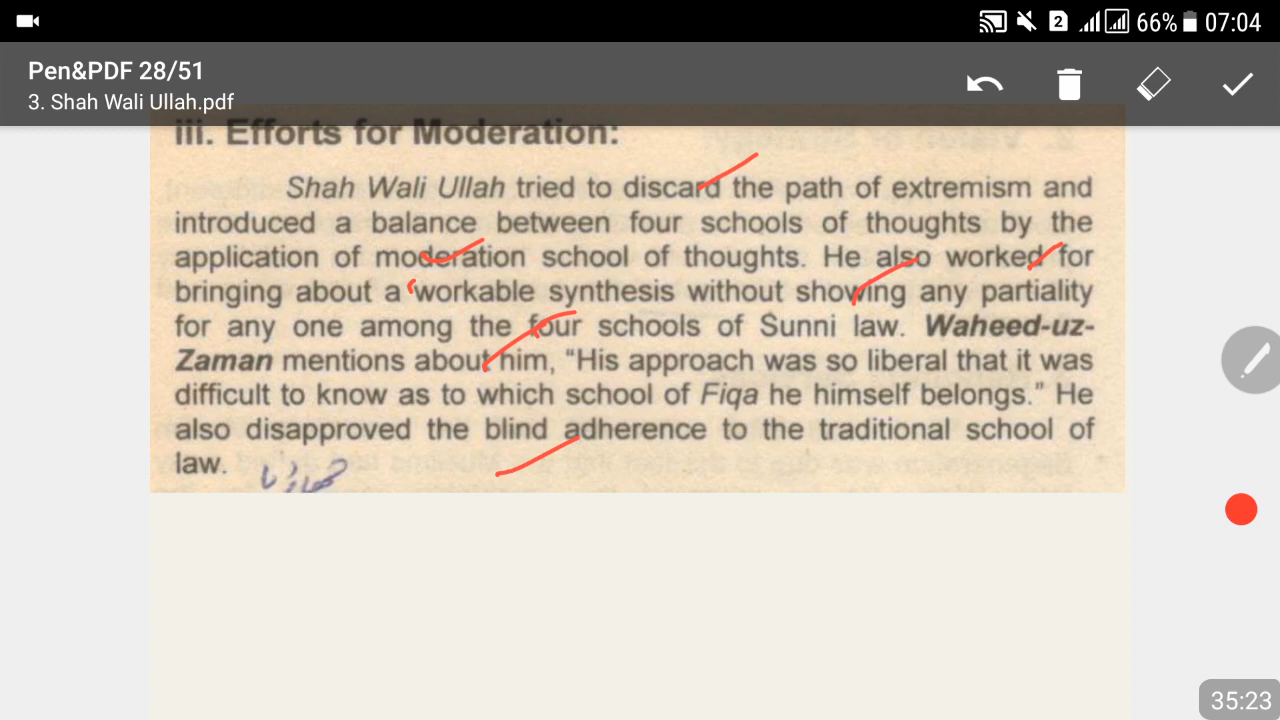 2 66% 07:04
Pen&PDF 28/51
3. Shah Wali Ullah.pdf
iii. Efforts for Moderation:
Shah Wali Ullah tried to discard the path of extremism and
introduced a balance between four schools of thoughts by the
application of moderation school of thoughts. He also worked for
bringing about a workable synthesis without showing any partiality
for any one among the four schools of Sunni law. Waheed-uz-
Zaman mentions about him, “His approach was so liberal that it was
difficult to know as to which school of Fiqa he himself belongs.” He
also disapproved the blind adherence to the traditional school of
law.
35:23